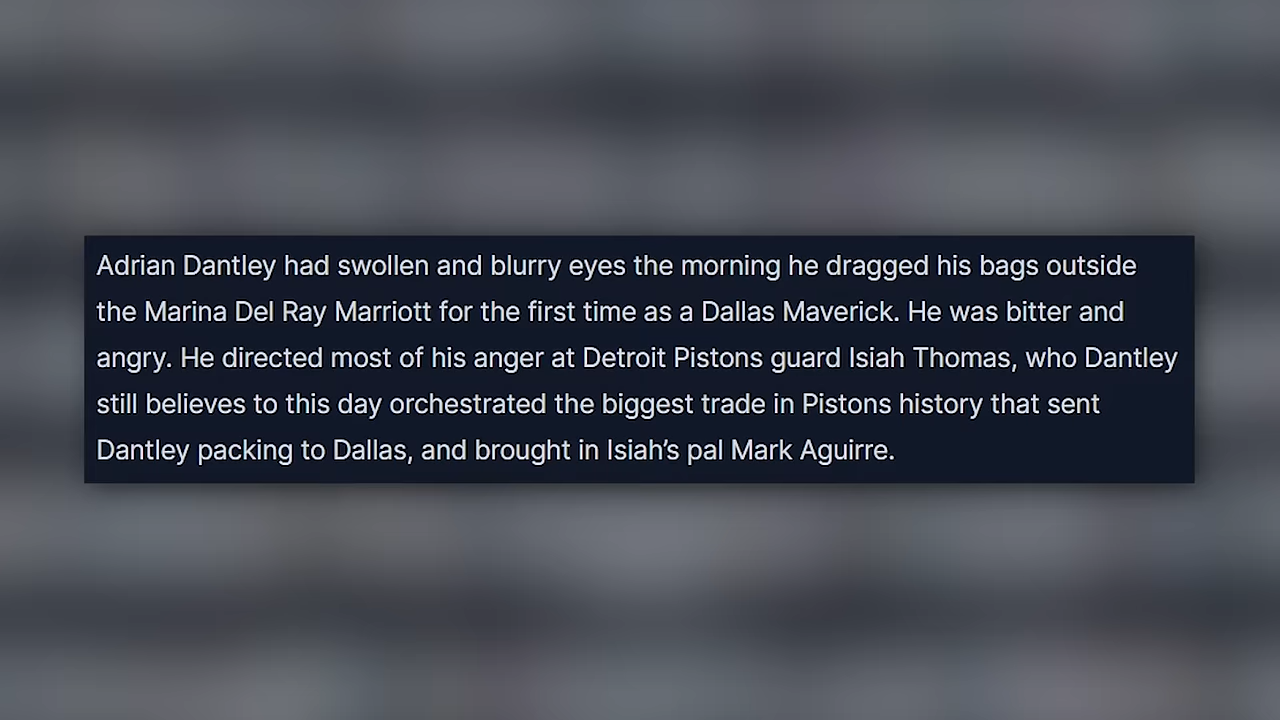 Adrian Dantley had swollen and blurry eyes the morning he dragged his bags outside
the Marina Del Ray Marriott for the first time as a Dallas Maverick. He was bitter and
angry. He directed most of his anger at Detroit Pistons guard Isiah Thomas, who Dantley
still believes to this day orchestrated the biggest trade in Pistons history that sent
Dantley packing to Dallas, and brought in Isiah’s pal Mark Aguirre.